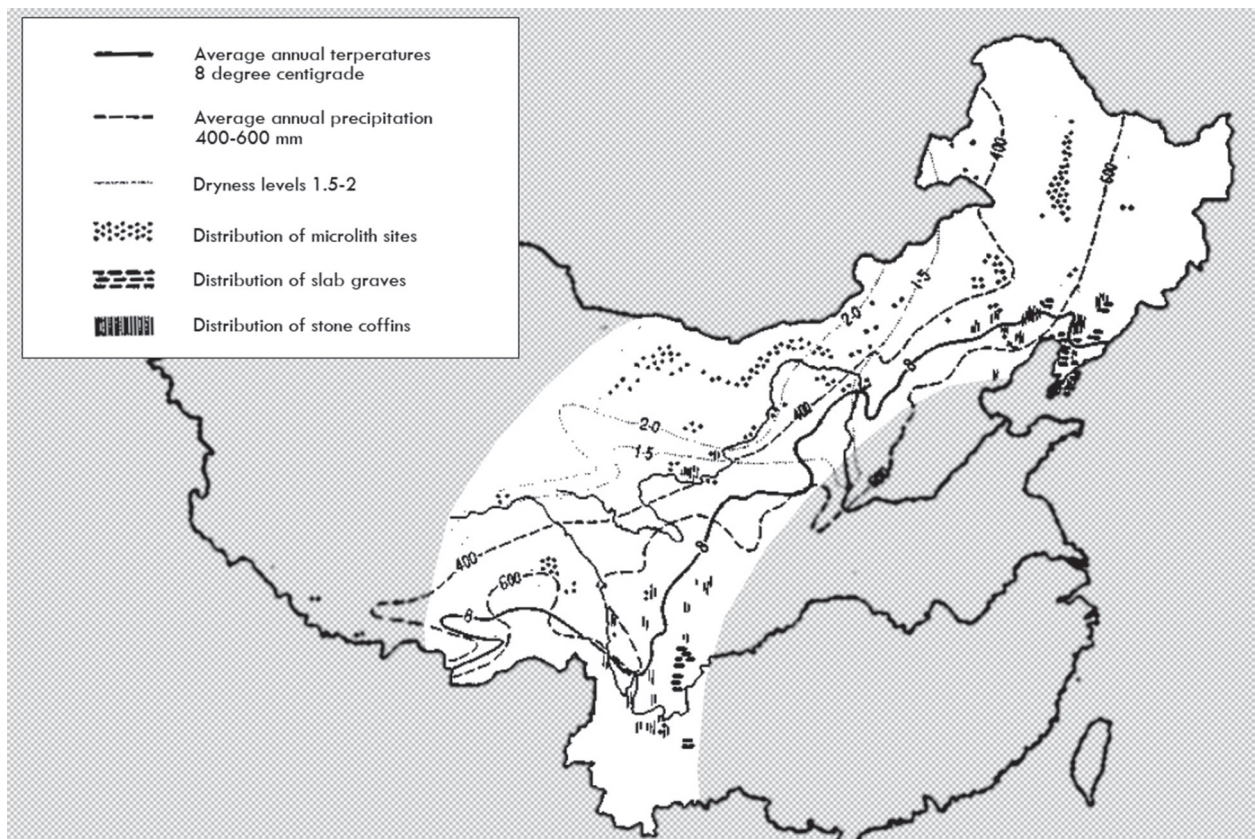 Average annual terperatures
8 degree centigrade
Average annual precipitation
400-600 mm
Dryness levels 1.5-2
Distribution of microlith sites
Distribution of slab graves
Distribution of stone coffins
400
600
1·5
2·0
8
400
2·0
1·5
8
400
600
8